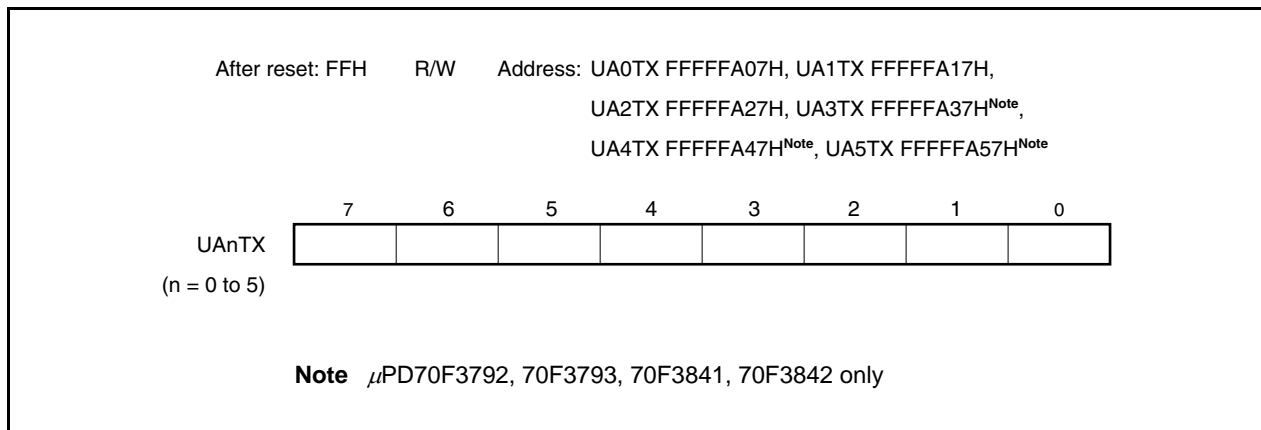 After reset: FFH R/W Address: UA0TX FFFFFA07H, UA1TX FFFFFA17H,
UA2TX FFFFFA27H, UA3TX FFFFFA37HNote,
UA4TX FFFFFA47HNote, UA5TX FFFFFA57HNote
7 6 5 4 3 2 1 0
UAnTX
(n = 0 to 5)
Note μPD70F3792, 70F3793, 70F3841, 70F3842 only